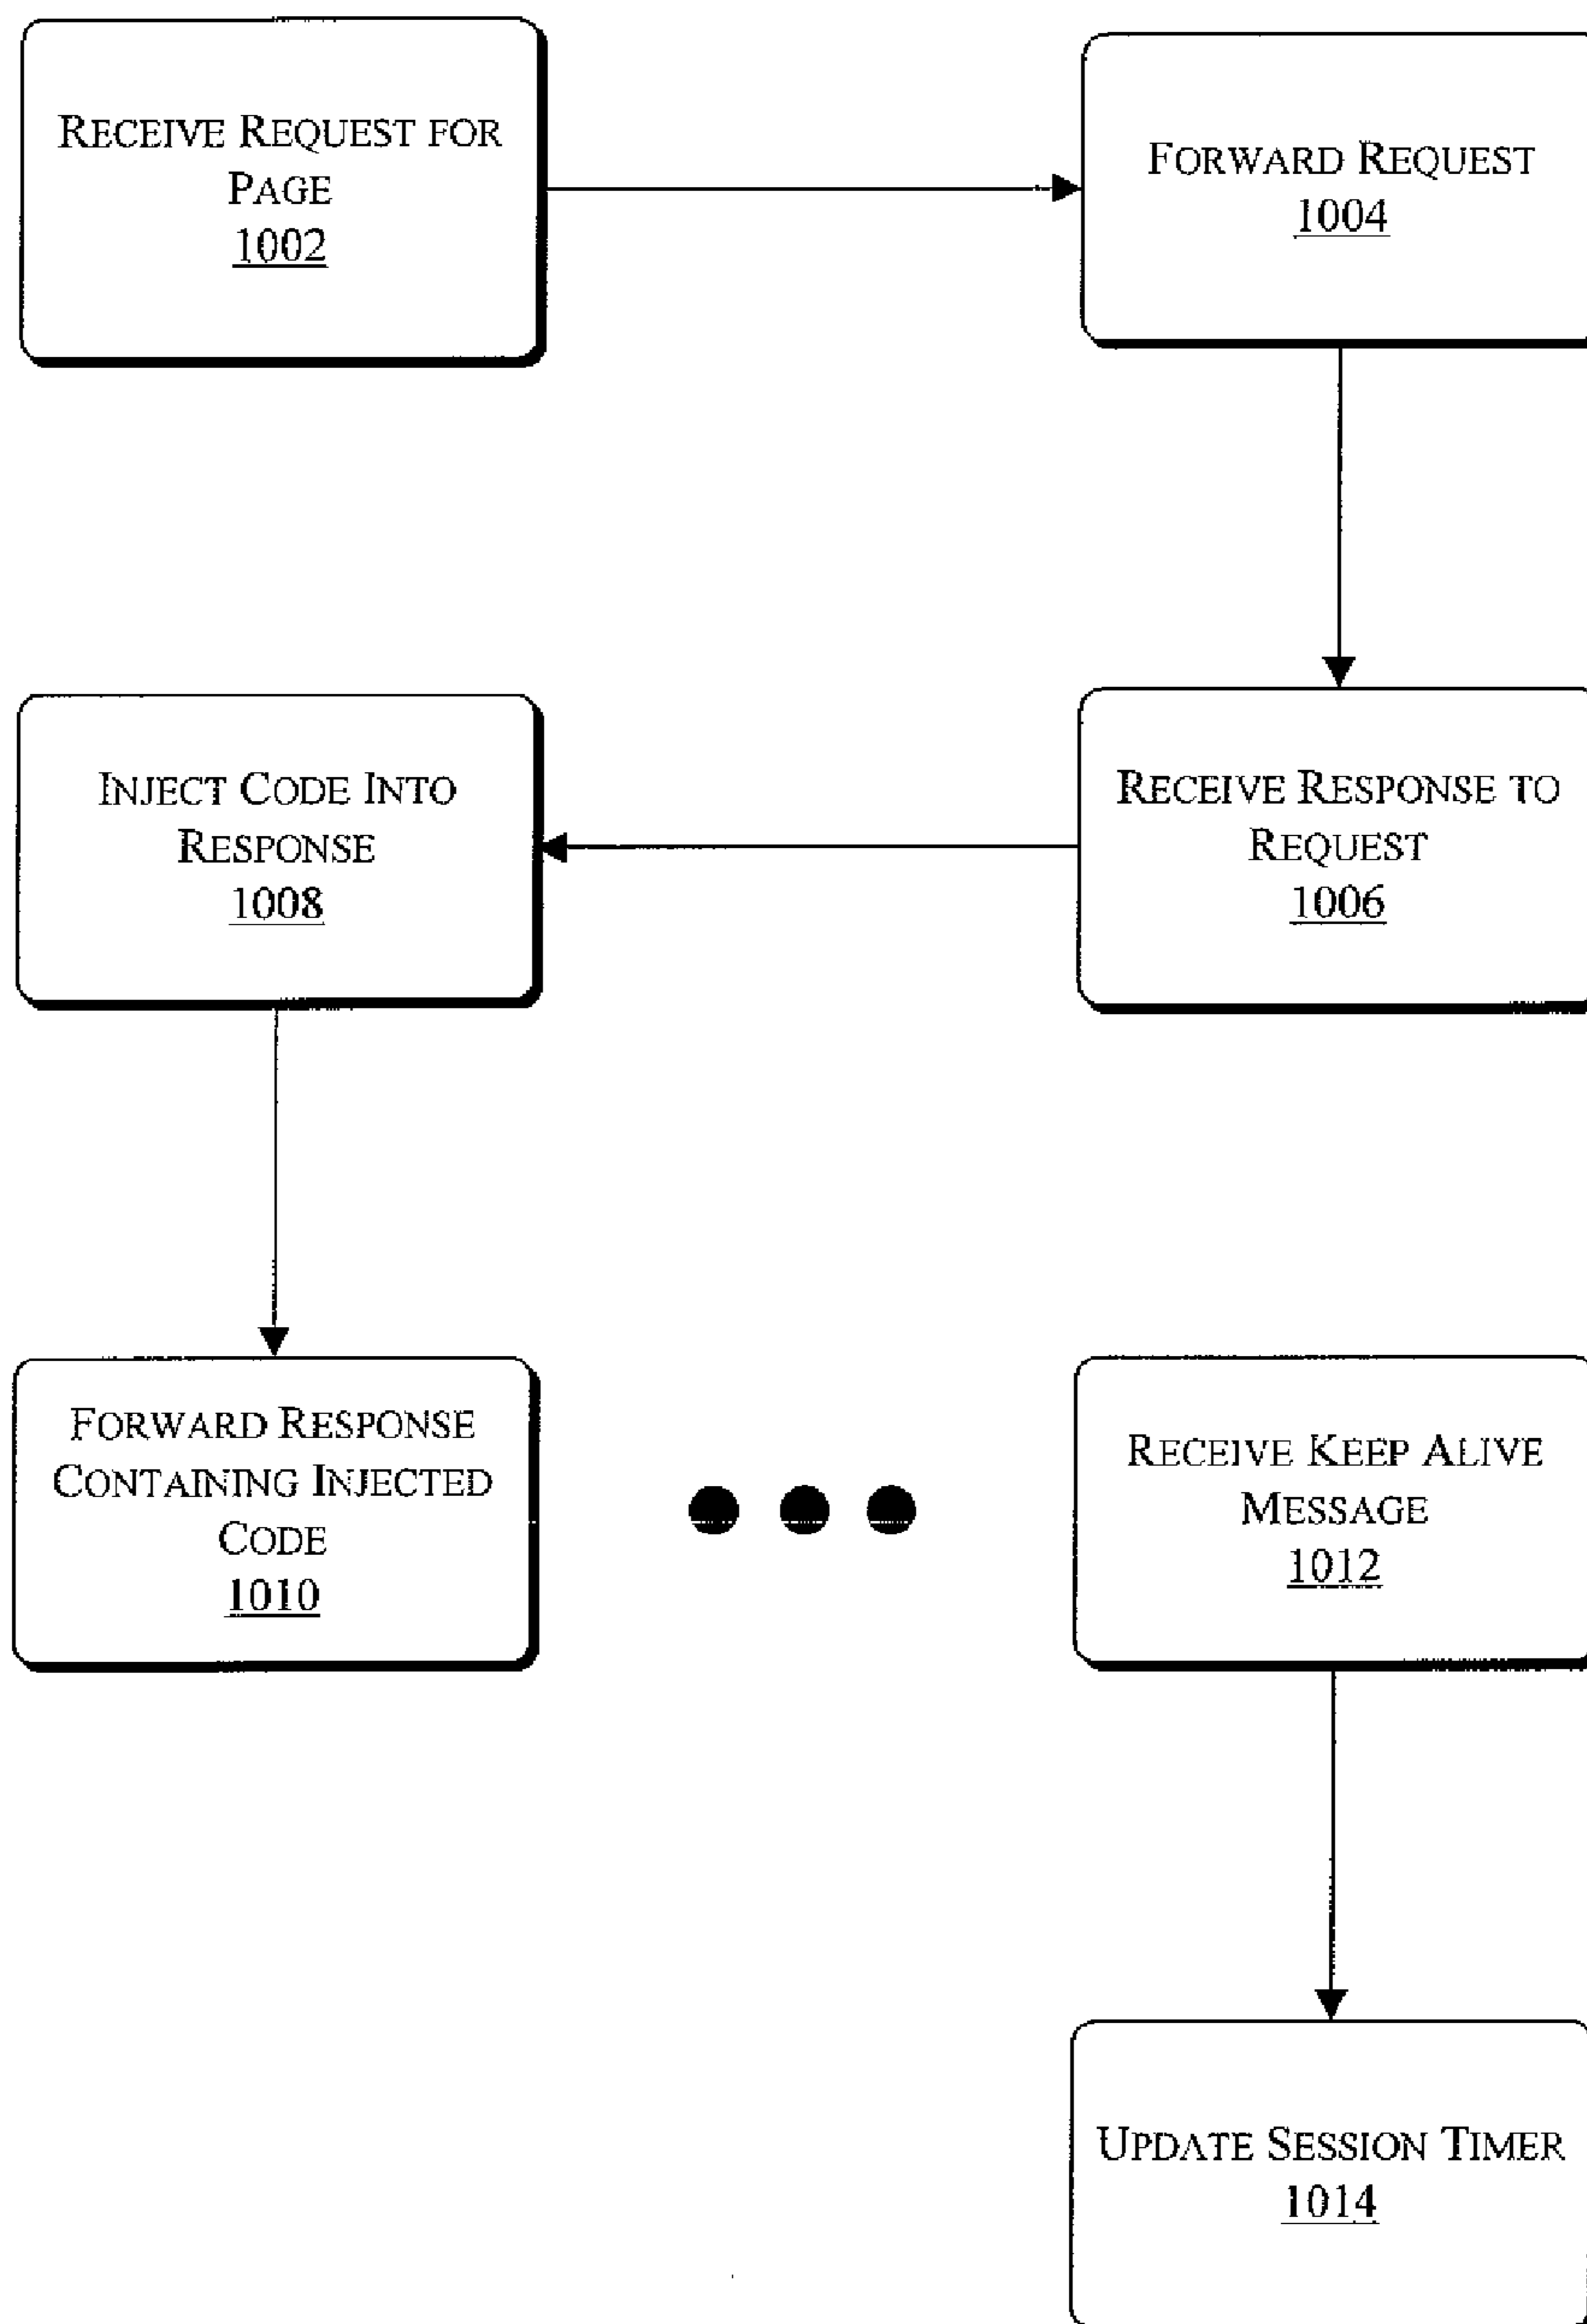 RECEIVE REQUEST FOR
PAGE
1002
FORWARD REQUEST
1004
INJECT CODE INTO
RESPONSE
1008
RECEIVE RESPONSE TO
REQUEST
1006
FORWARD RESPONSE
CONTAINING INJECTED
CODE
1010
RECEIVE KEEP ALIVE
MESSAGE
1012
UPDATE SESSION TIMER
1014